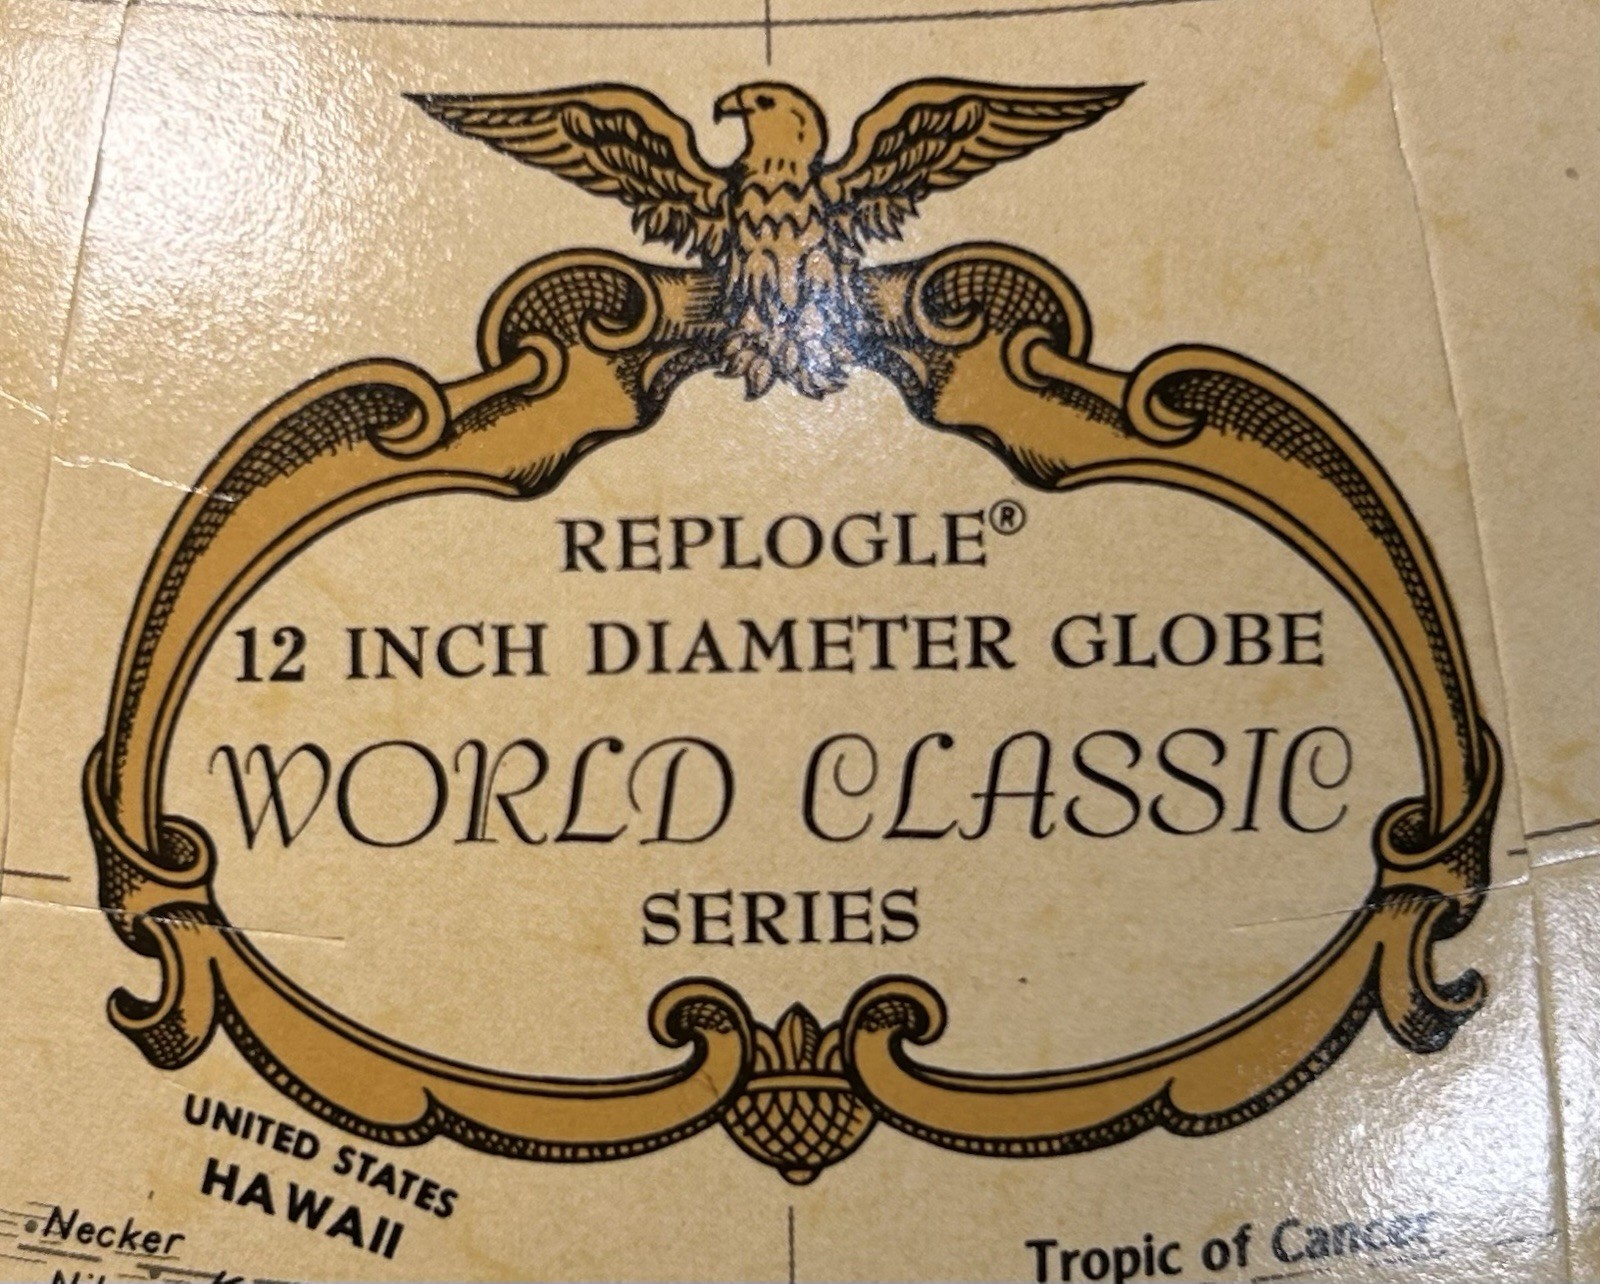 REPLOGLE®
12 INCH DIAMETER GLOBE
WORLD CLASSIC
SERIES
UNITED STATES
HAWAII
Necker
Tropic of Cancer